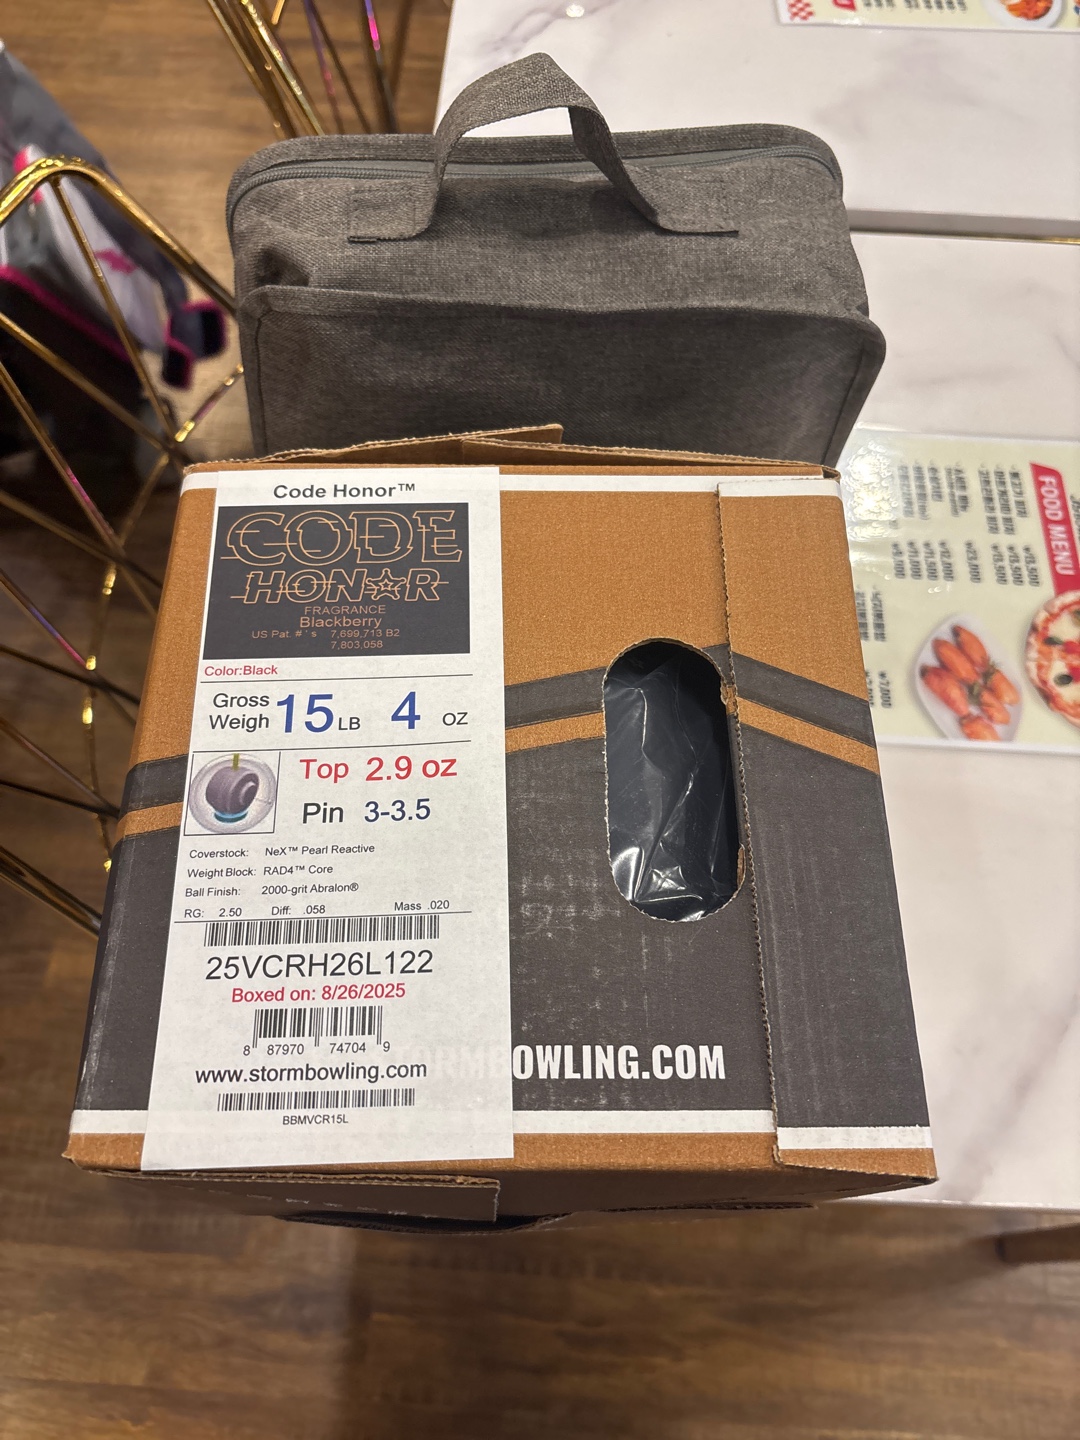 Code Honor™
CODE
HONOR
FRAGRANCE
Blackberry
US Pat. #'s 7,699,713 B2
7,803,058
Color:Black
Gross
Weigh 15 LB 4 OZ
Top 2.9 oz
Pin 3-3.5
Coverstock: NeX™ Pearl Reactive
Weight Block: RAD4™ Core
Ball Finish: 2000-grit Abralon®
RG: 2.50 Diff: .058 Mass .020
25VCRH26L122
Boxed on: 8/26/2025
8 87970 74704 9
www.stormbowling.com
BBMVCR15L
RMBOWLING.COM
FOOD MENU